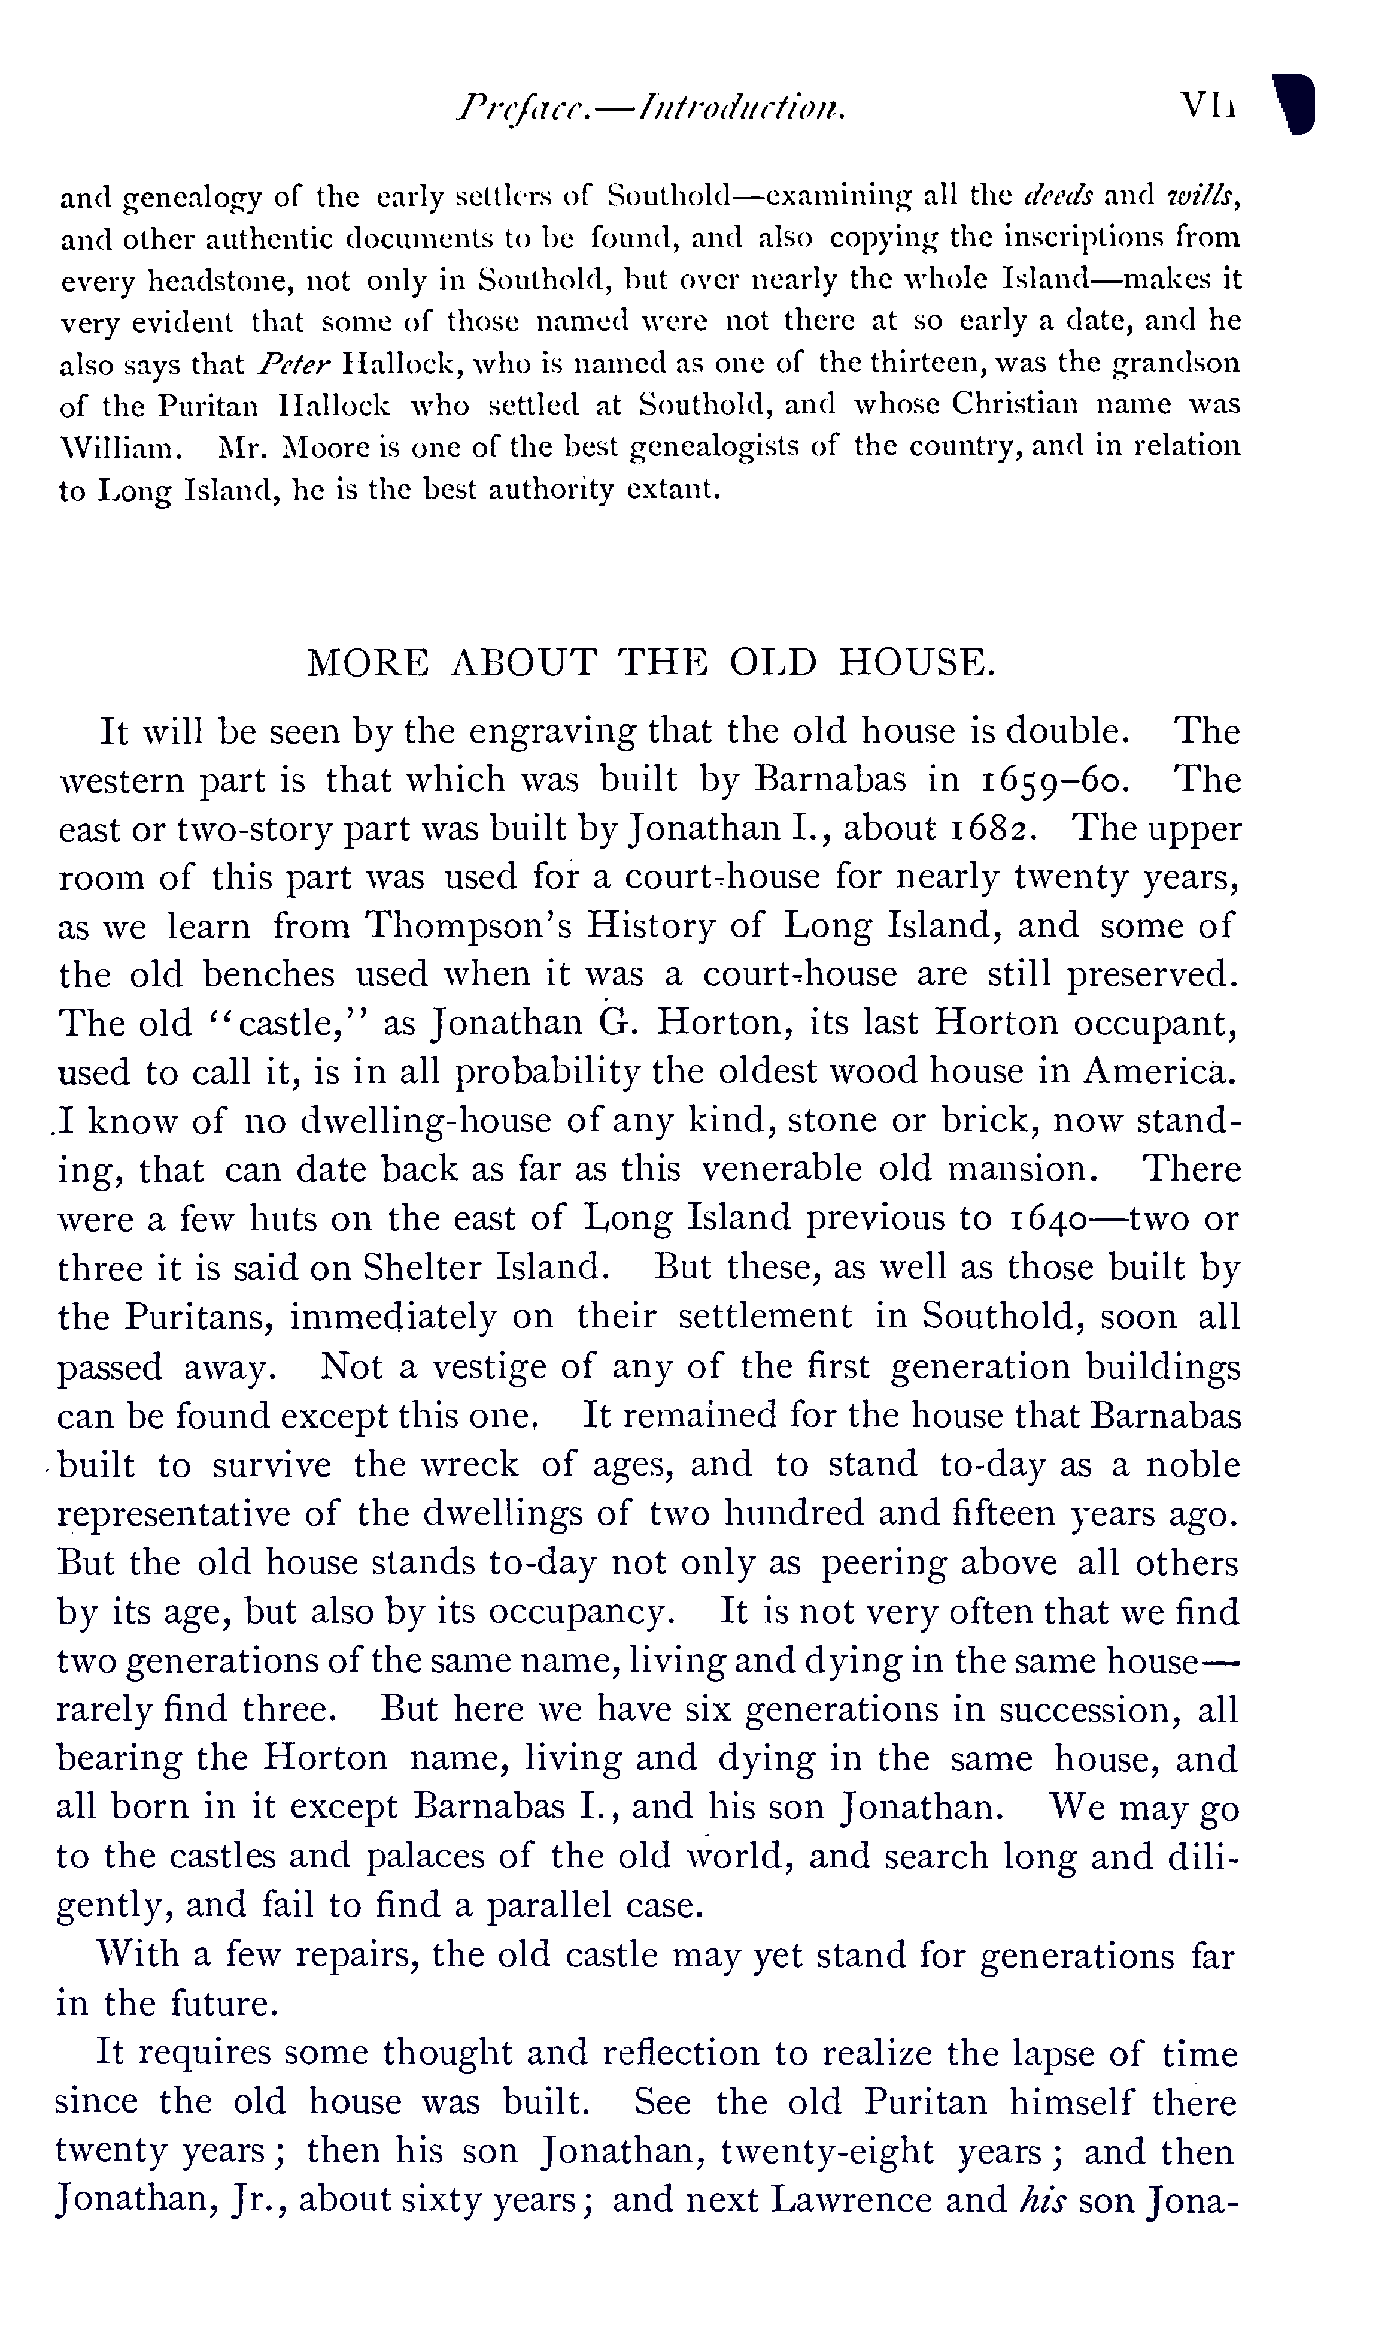 Preface.—Introduction. VII
and genealogy of the early settlers of Southold—examining all the deeds and wills,
and other authentic documents to be found, and also copying the inscriptions from
every headstone, not only in Southold, but over nearly the whole Island—makes it
very evident that some of those named were not there at so early a date, and he
also says that Peter Hallock, who is named as one of the thirteen, was the grandson
of the Puritan Hallock who settled at Southold, and whose Christian name was
William. Mr. Moore is one of the best genealogists of the country, and in relation
to Long Island, he is the best authority extant.
MORE ABOUT THE OLD HOUSE.
It will be seen by the engraving that the old house is double. The
western part is that which was built by Barnabas in 1659–60. The
east or two-story part was built by Jonathan I., about 1682. The upper
room of this part was used for a court-house for nearly twenty years,
as we learn from Thompson's History of Long Island, and some of
the old benches used when it was a court-house are still preserved.
The old "castle," as Jonathan G. Horton, its last Horton occupant,
used to call it, is in all probability the oldest wood house in America.
I know of no dwelling-house of any kind, stone or brick, now stand-
ing, that can date back as far as this venerable old mansion. There
were a few huts on the east of Long Island previous to 1640—two or
three it is said on Shelter Island. But these, as well as those built by
the Puritans, immediately on their settlement in Southold, soon all
passed away. Not a vestige of any of the first generation buildings
can be found except this one, It remained for the house that Barnabas
built to survive the wreck of ages, and to stand to-day as a noble
representative of the dwellings of two hundred and fifteen years ago.
But the old house stands to-day not only as peering above all others
by its age, but also by its occupancy. It is not very often that we find
two generations of the same name, living and dying in the same house—
rarely find three. But here we have six generations in succession, all
bearing the Horton name, living and dying in the same house, and
all born in it except Barnabas I., and his son Jonathan. We may go
to the castles and palaces of the old world, and search long and dili-
gently, and fail to find a parallel case.
With a few repairs, the old castle may yet stand for generations far
in the future.
It requires some thought and reflection to realize the lapse of time
since the old house was built. See the old Puritan himself there
twenty years; then his son Jonathan, twenty-eight years; and then
Jonathan, Jr., about sixty years; and next Lawrence and his son Jona-